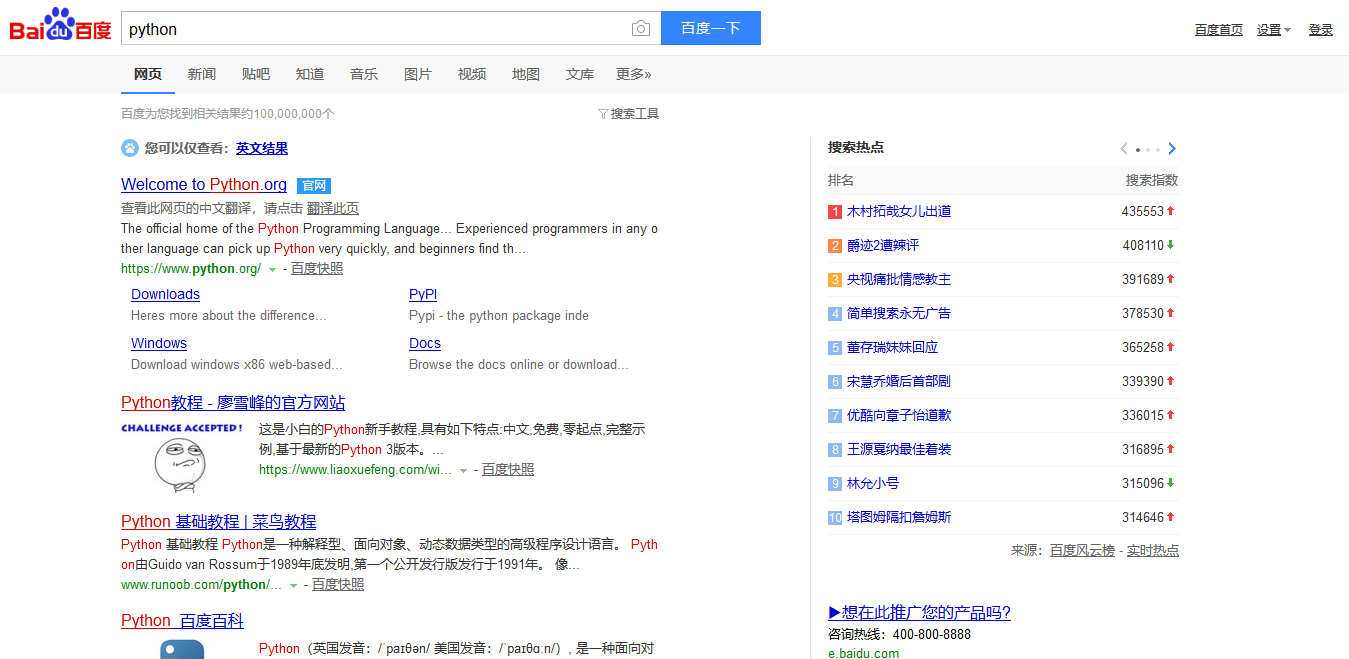 Bai du 百度
python
百度一下
百度首页 设置 登录
网页 新闻 贴吧 知道 音乐 图片 视频 地图 文库 更多»
百度为您找到相关结果约100,000,000个
搜索工具
您可以仅查看：英文结果
Welcome to Python.org 官网
查看此网页的中文翻译，请点击 翻译此页
The official home of the Python Programming Language... Experienced programmers in any o
ther language can pick up Python very quickly, and beginners find th...
https://www.python.org/ - 百度快照
Downloads
Heres more about the difference...
PyPI
Pypi - the python package inde
Windows
Download windows x86 web-based...
Docs
Browse the docs online or download...
Python教程 - 廖雪峰的官方网站
CHALLENGE ACCEPTED!
这是小白的Python新手教程,具有如下特点:中文,免费,零起点,完整示
例,基于最新的Python 3版本。...
https://www.liaoxuefeng.com/wi... - 百度快照
Python 基础教程 | 菜鸟教程
Python 基础教程 Python是一种解释型、面向对象、动态数据类型的高级程序设计语言。 Pyth
on由Guido van Rossum于1989年底发明,第一个公开发行版发行于1991年。 像...
www.runoob.com/python/... - 百度快照
Python_百度百科
Python（英国发音：/ˈpaɪθən/ 美国发音：/ˈpaɪθɑːn/）, 是一种面向对
搜索热点
排名 搜索指数
1 木村拓哉女儿出道 435553
2 爵迹2遭辣评 408110
3 央视痛批情感教主 391689
4 简单搜索永无广告 378530
5 董存瑞妹妹回应 365258
6 宋慧乔婚后首部剧 339390
7 优酷向章子怡道歉 336015
8 王源戛纳最佳着装 316895
9 林允小号 315096
10 塔图姆隔扣詹姆斯 314646
来源：百度风云榜 - 实时热点
▶想在此推广您的产品吗?
咨询热线：400-800-8888
e.baidu.com